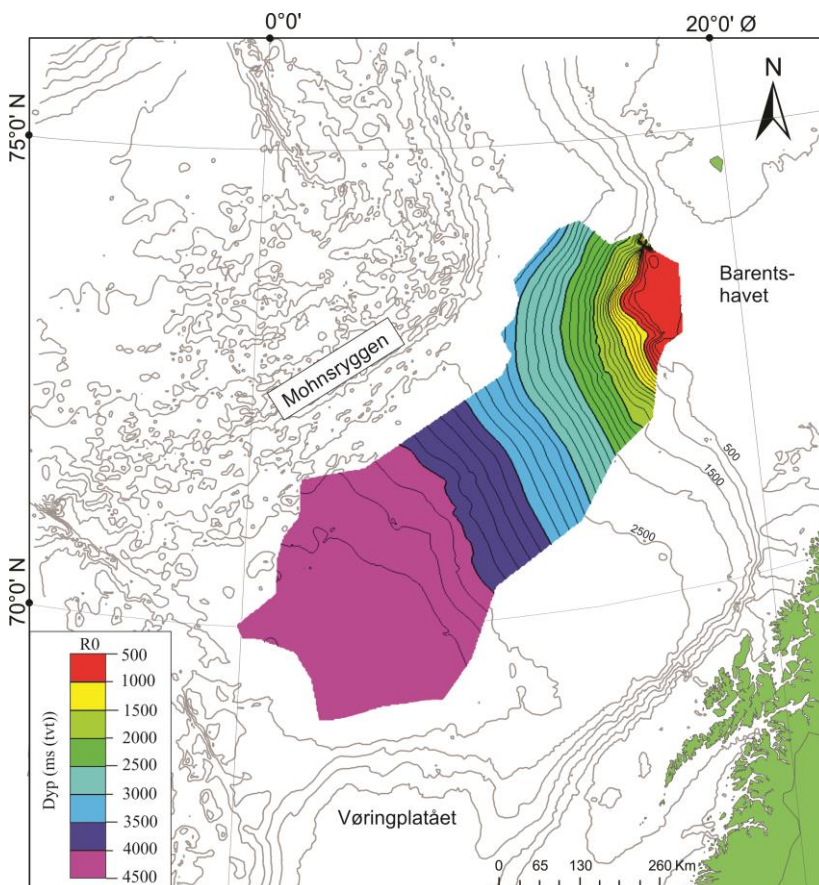 0°0'
20°0' Ø
N
75°0' N
Barents-
havet
Mohnsryggen
500
1500
2500
70°0' N
R0
Dyp (ms (tvt))
500
1000
1500
2000
2500
3000
3500
4000
4500
Vøringplatået
0 65 130 260 Km